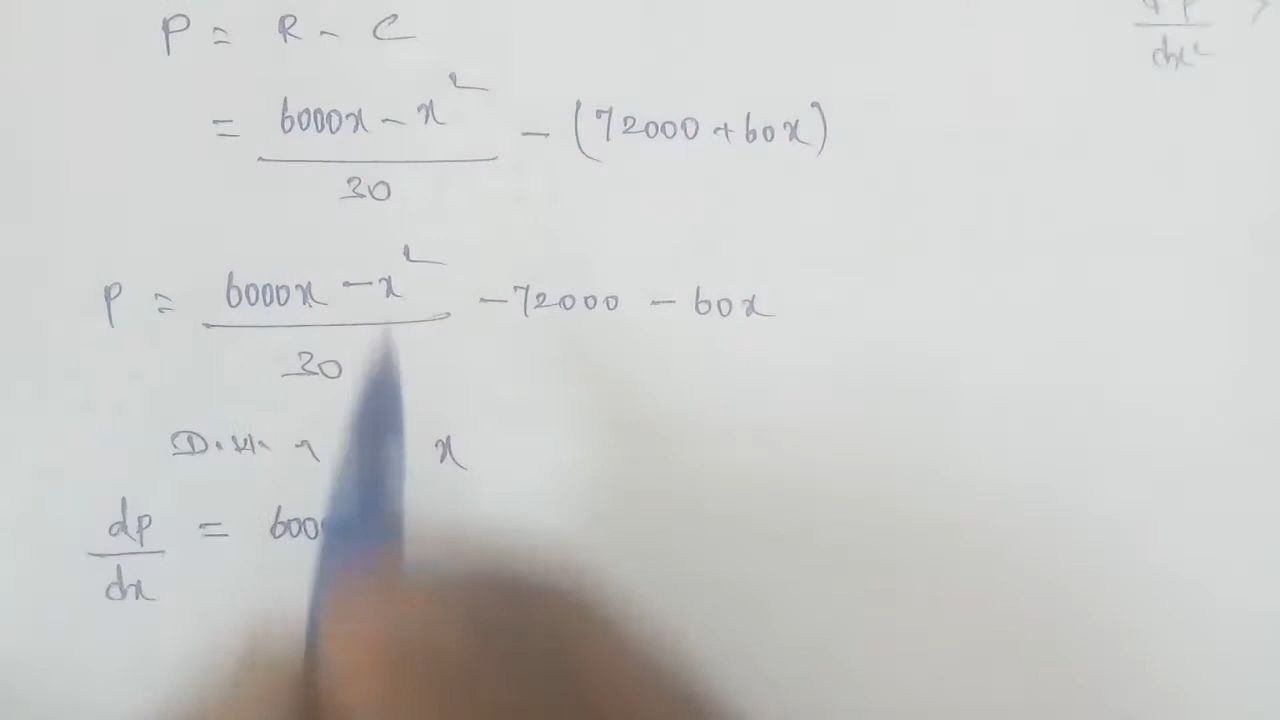 P = R - C
= 6000x - x² / 30 - (72000 + 60x)
P = 6000x - x² / 30 - 72000 - 60x
x
dp/dx = 600